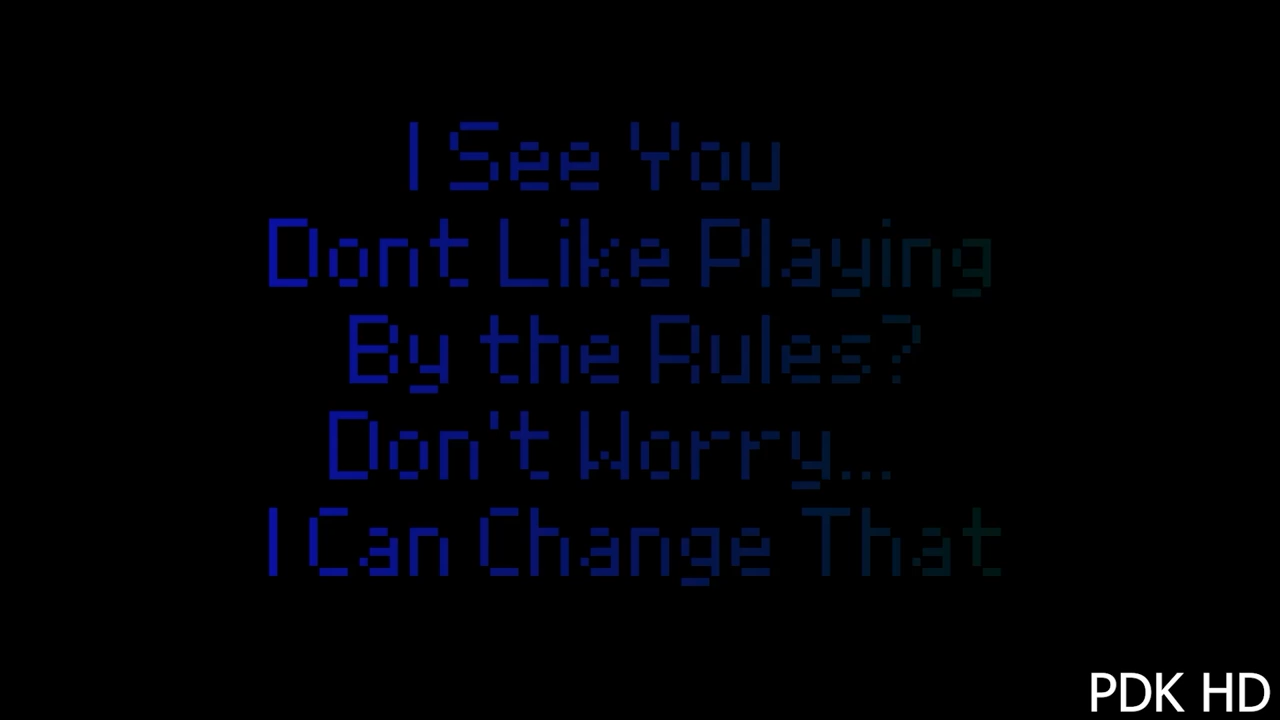 I See You
Dont Like Playing
By the Rules?
Don't Worry...
I Can Change That
PDK HD